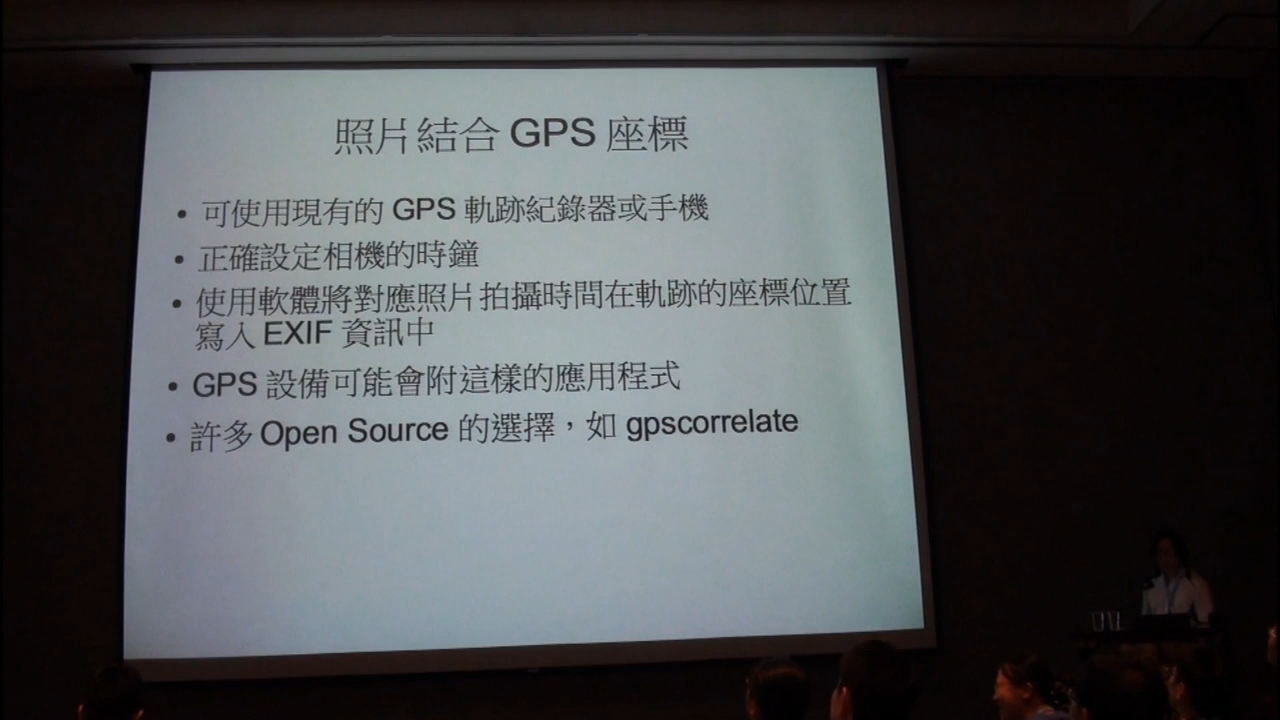 照片結合 GPS 座標
• 可使用現有的 GPS 軌跡紀錄器或手機
• 正確設定相機的時鐘
• 使用軟體將對應照片拍攝時間在軌跡的座標位置
寫入 EXIF 資訊中
• GPS 設備可能會附這樣的應用程式
• 許多 Open Source 的選擇，如 gpscorrelate